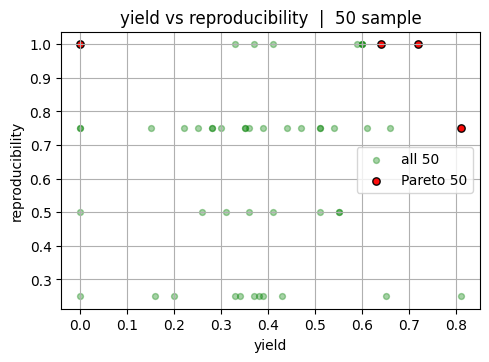 yield vs reproducibility | 50 sample
1.0
0.9
0.8
0.7
0.6
0.5
0.4
0.3
reproducibility
all 50
Pareto 50
0.0 0.1 0.2 0.3 0.4 0.5 0.6 0.7 0.8
yield